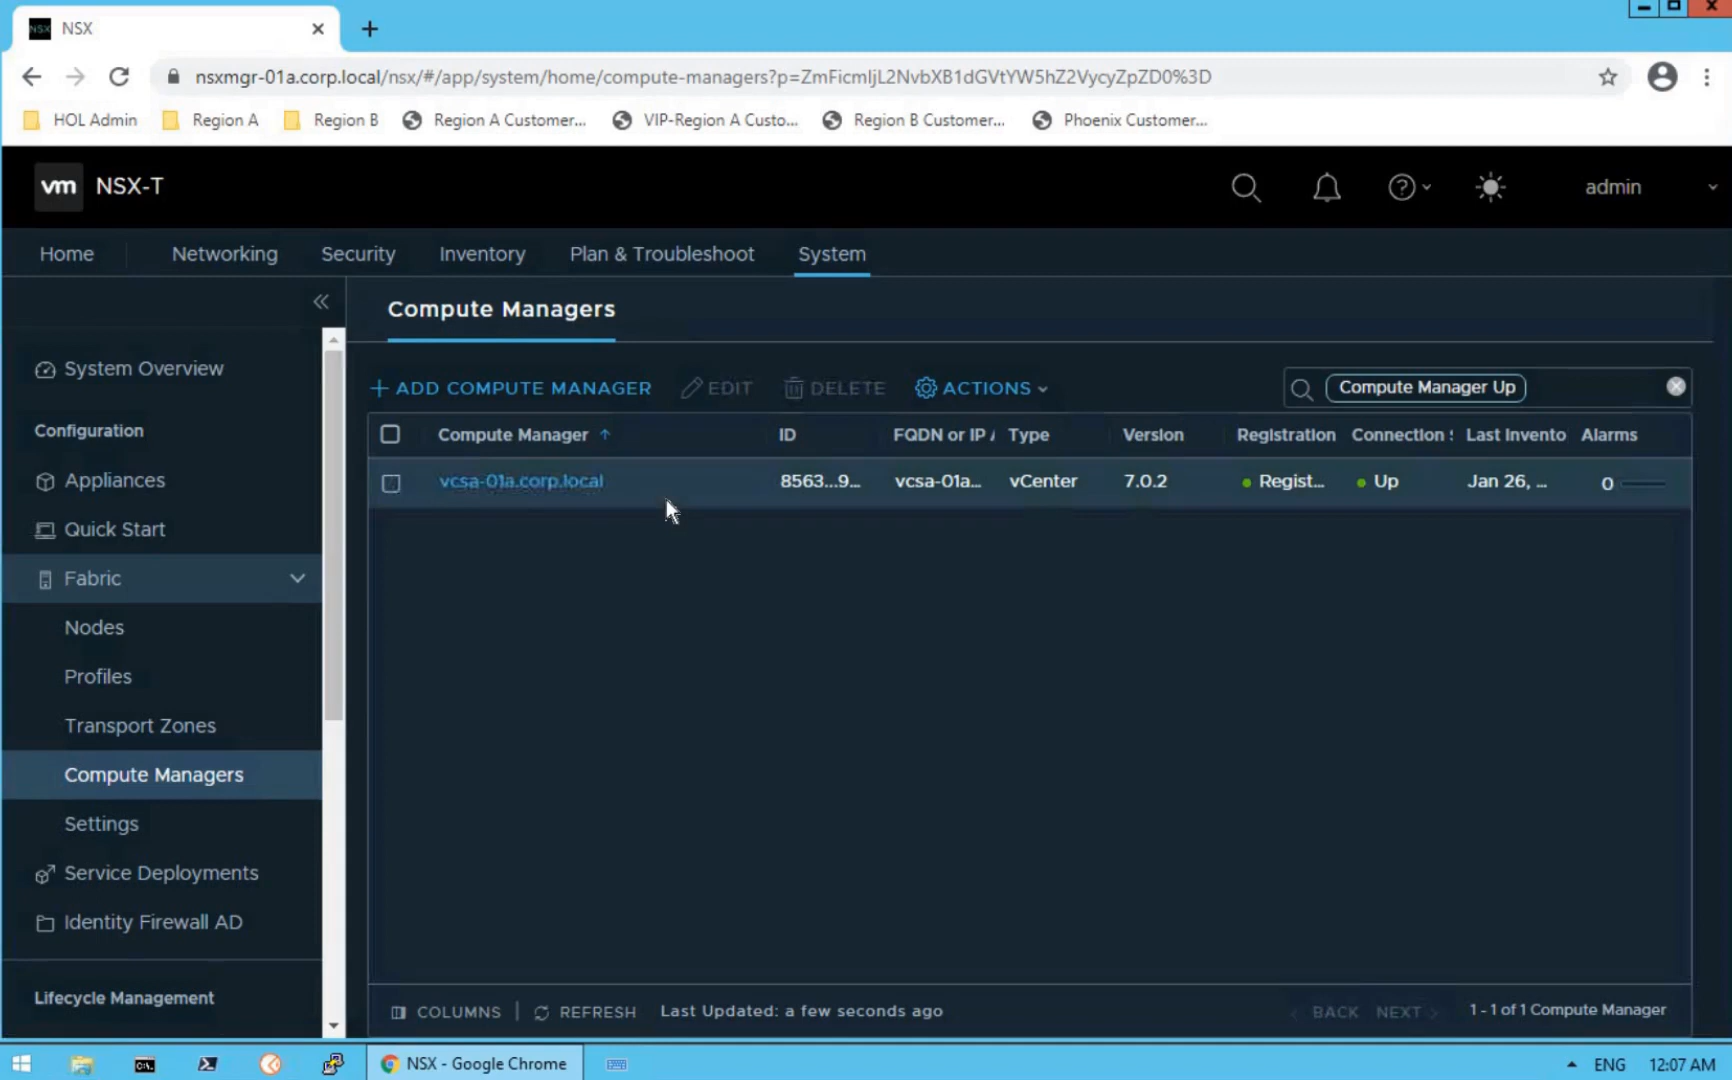 NSX
nsxmgr-01a.corp.local/nsx/#/app/system/home/compute-managers?p=ZmFicmljL2NvbXB1dGVtYW5hZ2VycyZpZD0%3D
HOL Admin Region A Region B Region A Customer... VIP-Region A Custo... Region B Customer... Phoenix Customer...
vm NSX-T admin
Home Networking Security Inventory Plan & Troubleshoot System
Compute Managers
System Overview
Configuration
Appliances
Quick Start
Fabric
Nodes
Profiles
Transport Zones
Compute Managers
Settings
Service Deployments
Identity Firewall AD
Lifecycle Management
+ ADD COMPUTE MANAGER EDIT DELETE ACTIONS Compute Manager Up
Compute Manager ID FQDN or IP Type Version Registration Connection Last Invento Alarms
vcsa-01a.corp.local 8563...9... vcsa-01a... vCenter 7.0.2 Regist... Up Jan 26, ... 0
COLUMNS REFRESH Last Updated: a few seconds ago BACK NEXT 1 - 1 of 1 Compute Manager
NSX - Google Chrome ENG 12:07 AM